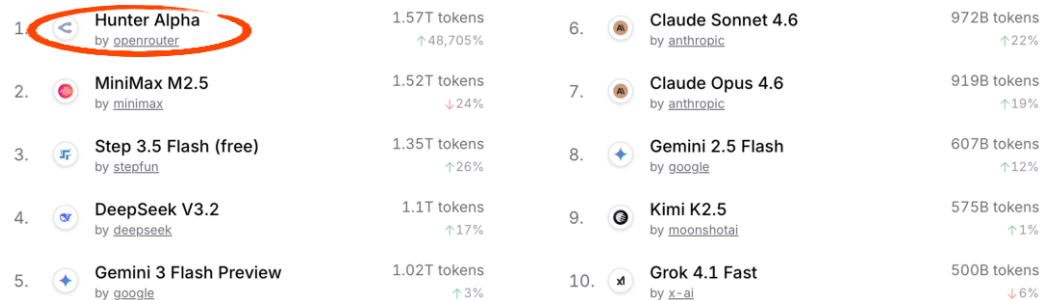 1. Hunter Alpha 1.57T tokens
by openrouter ↑48,705%
2. MiniMax M2.5 1.52T tokens
by minimax ↓24%
3. Step 3.5 Flash (free) 1.35T tokens
by stepfun ↑26%
4. DeepSeek V3.2 1.1T tokens
by deepseek ↑17%
5. Gemini 3 Flash Preview 1.02T tokens
by google ↑3%
6. Claude Sonnet 4.6 972B tokens
by anthropic ↑22%
7. Claude Opus 4.6 919B tokens
by anthropic ↑19%
8. Gemini 2.5 Flash 607B tokens
by google ↑12%
9. Kimi K2.5 575B tokens
by moonshotai ↑1%
10. Grok 4.1 Fast 500B tokens
by x-ai ↓6%